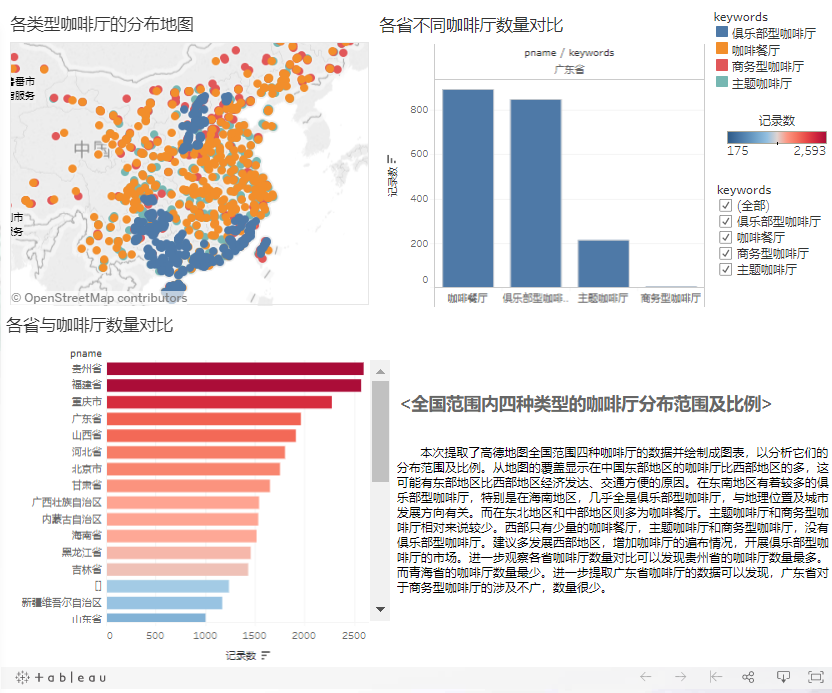 各类型咖啡厅的分布地图
中国
© OpenStreetMap contributors
各省不同咖啡厅数量对比
pname / keywords
广东省
记录数
800
600
400
200
0
咖啡餐厅
俱乐部型咖啡..
主题咖啡厅
商务型咖啡厅
keywords
俱乐部型咖啡厅
咖啡餐厅
商务型咖啡厅
主题咖啡厅
记录数
175 2,593
keywords
(全部)
俱乐部型咖啡厅
咖啡餐厅
商务型咖啡厅
主题咖啡厅
各省与咖啡厅数量对比
pname
贵州省
福建省
重庆市
广东省
山西省
河北省
北京市
甘肃省
广西壮族自治区
内蒙古自治区
海南省
黑龙江省
吉林省
[]
新疆维吾尔自治区
山东省
0 500 1000 1500 2000 2500
记录数
<全国范围内四种类型的咖啡厅分布范围及比例>
本次提取了高德地图全国范围四种咖啡厅的数据并绘制成图表，以分析它们的
分布范围及比例。从地图的覆盖显示在中国东部地区的咖啡厅比西部地区的多，这
可能有东部地区比西部地区经济发达、交通方便的原因。在东南地区有着较多的俱
乐部型咖啡厅，特别是在海南地区，几乎全是俱乐部型咖啡厅，与地理位置及城市
发展方向有关。而在东北地区和中部地区则多为咖啡餐厅。主题咖啡厅和商务型咖
啡厅相对来说较少。西部只有少量的咖啡餐厅，主题咖啡厅和商务型咖啡厅，没有
俱乐部型咖啡厅。建议多发展西部地区，增加咖啡厅的遍布情况，开展俱乐部型咖
啡厅的市场。进一步观察各省咖啡厅数量对比可以发现贵州省的咖啡厅数量最多。
而青海省的咖啡厅数量最少。进一步提取广东省咖啡厅的数据可以发现，广东省对
于商务型咖啡厅的涉及不广，数量很少。
+ableau